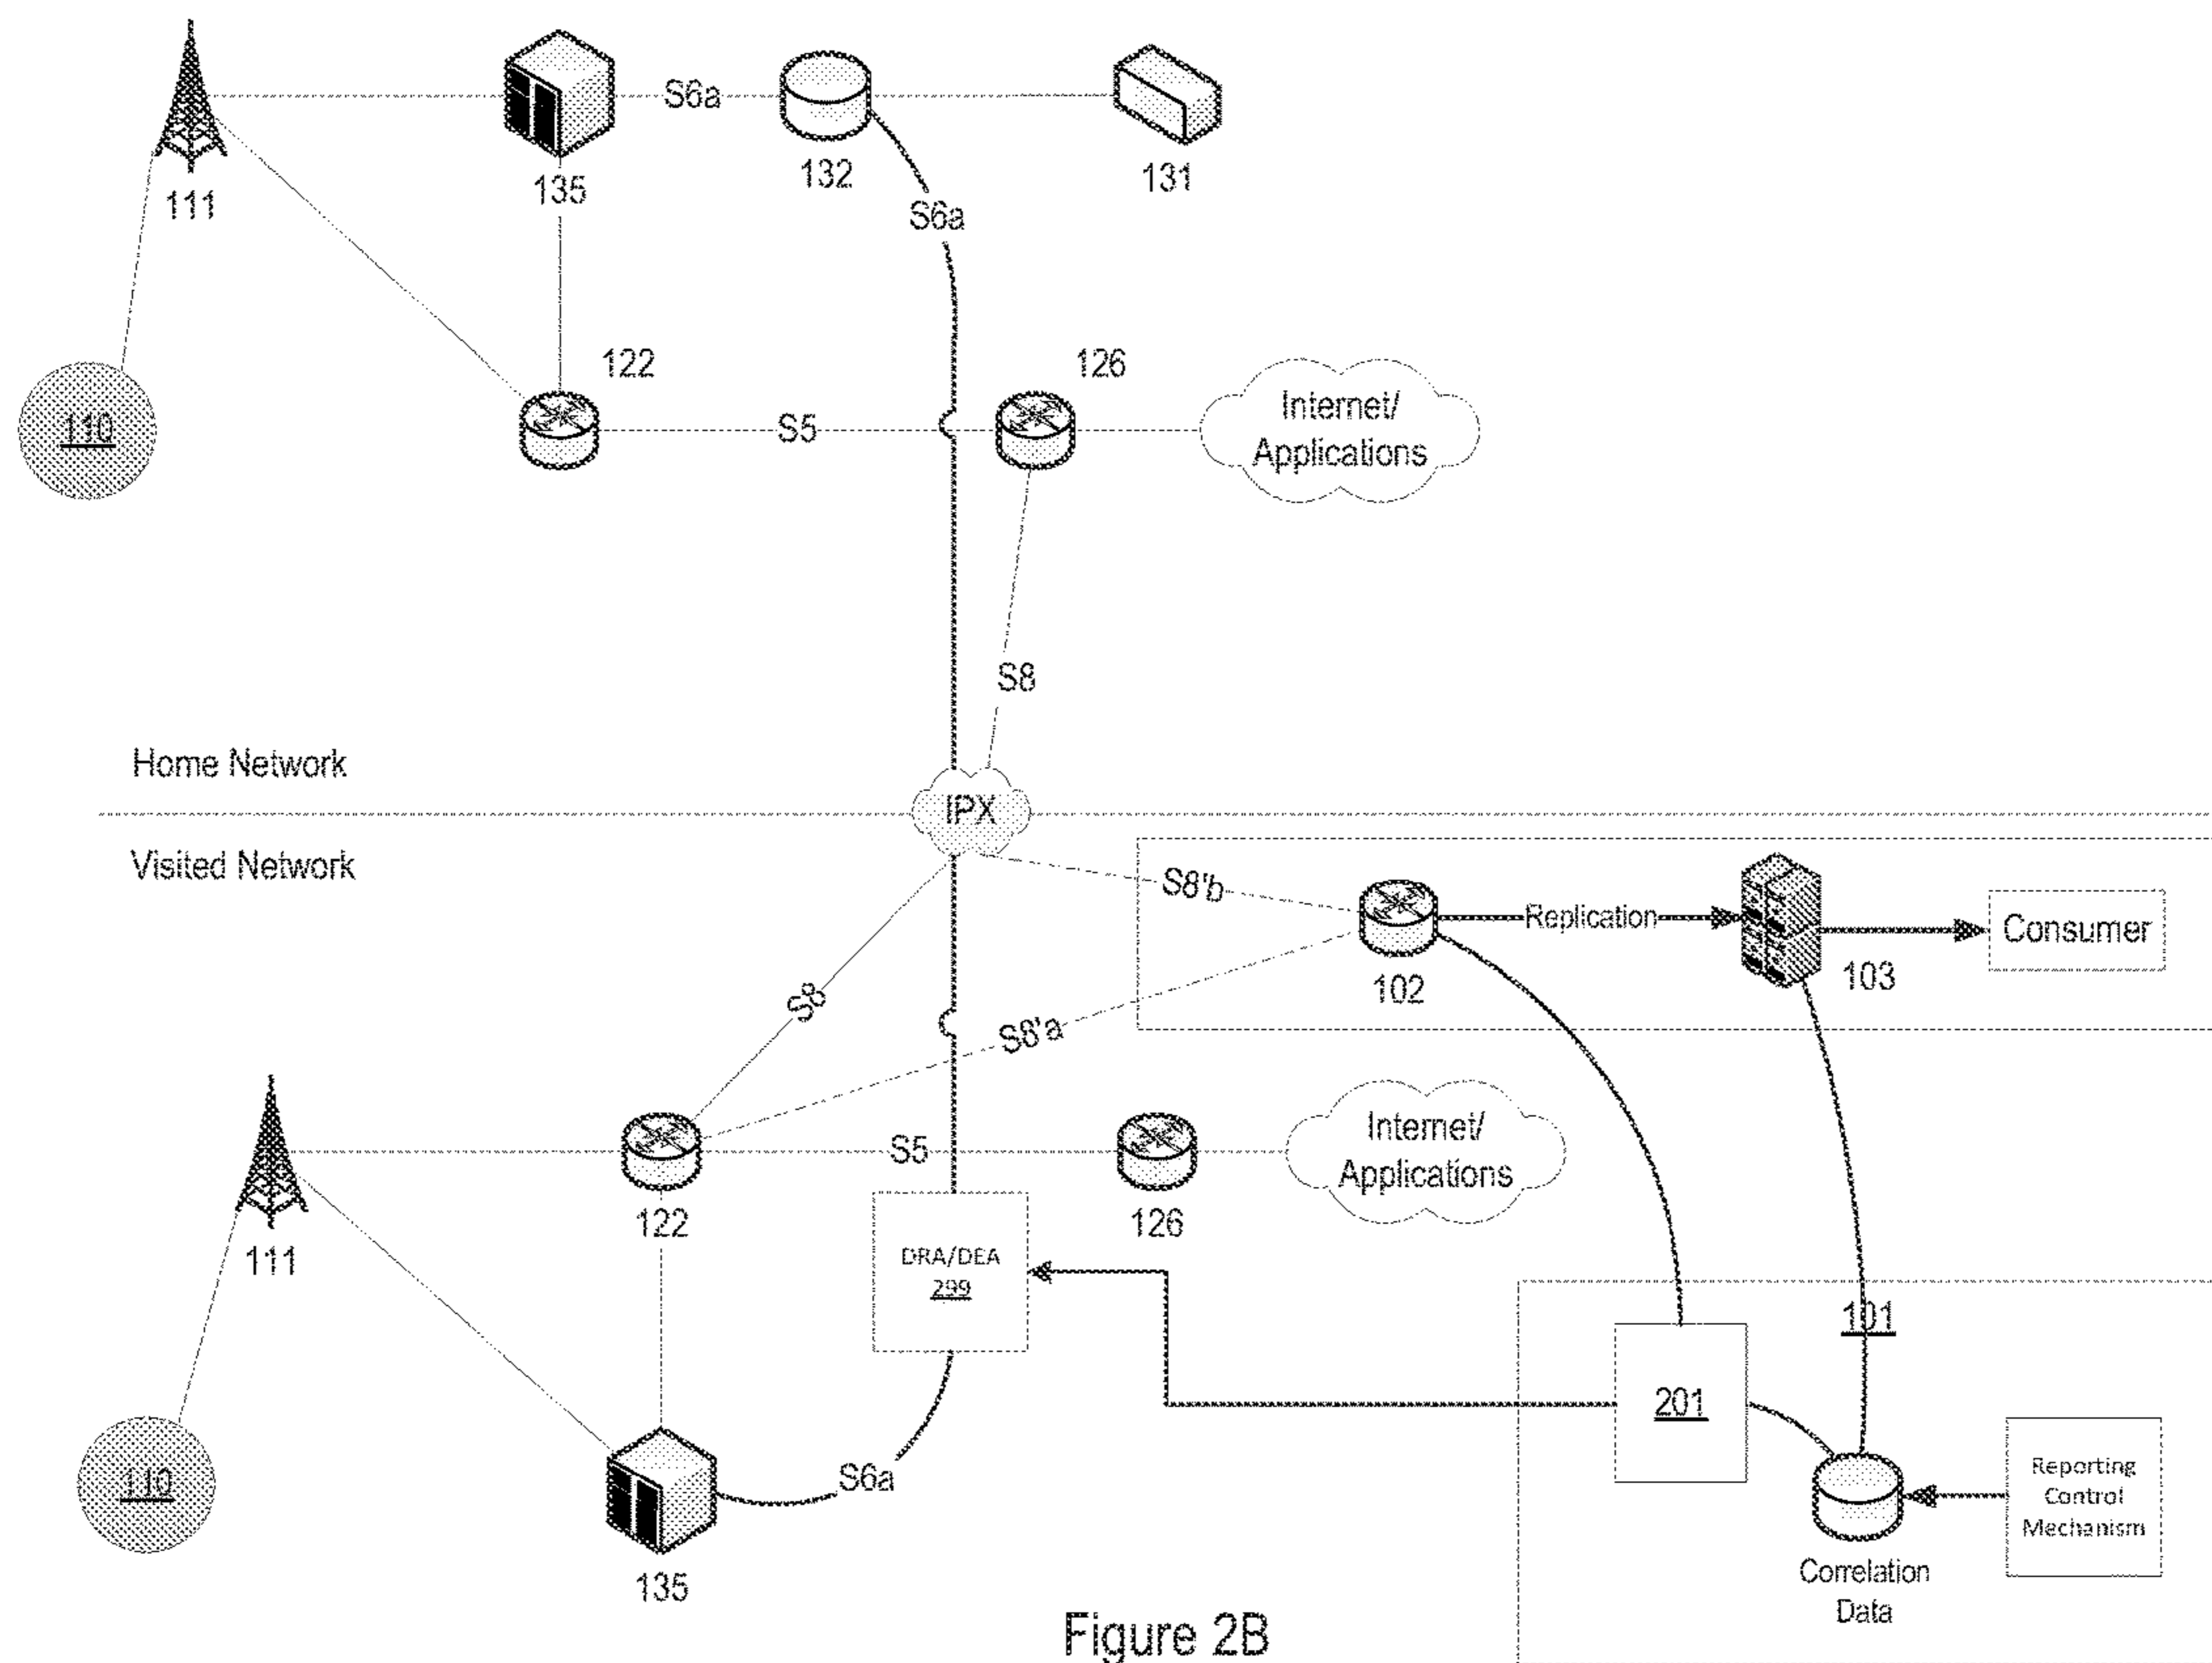 S6a
135
132
131
111
S6a
122
126
Internet/
Applications
110
S5
S8
Home Network
IPX
Visited Network
S8'b
Replication
Consumer
102
103
S8
S8'a
Internet/
Applications
S5
122
126
111
DRA/DEA
299
101
201
110
S6a
Reporting
Control
Mechanism
135
Correlation
Data
Figure 2B